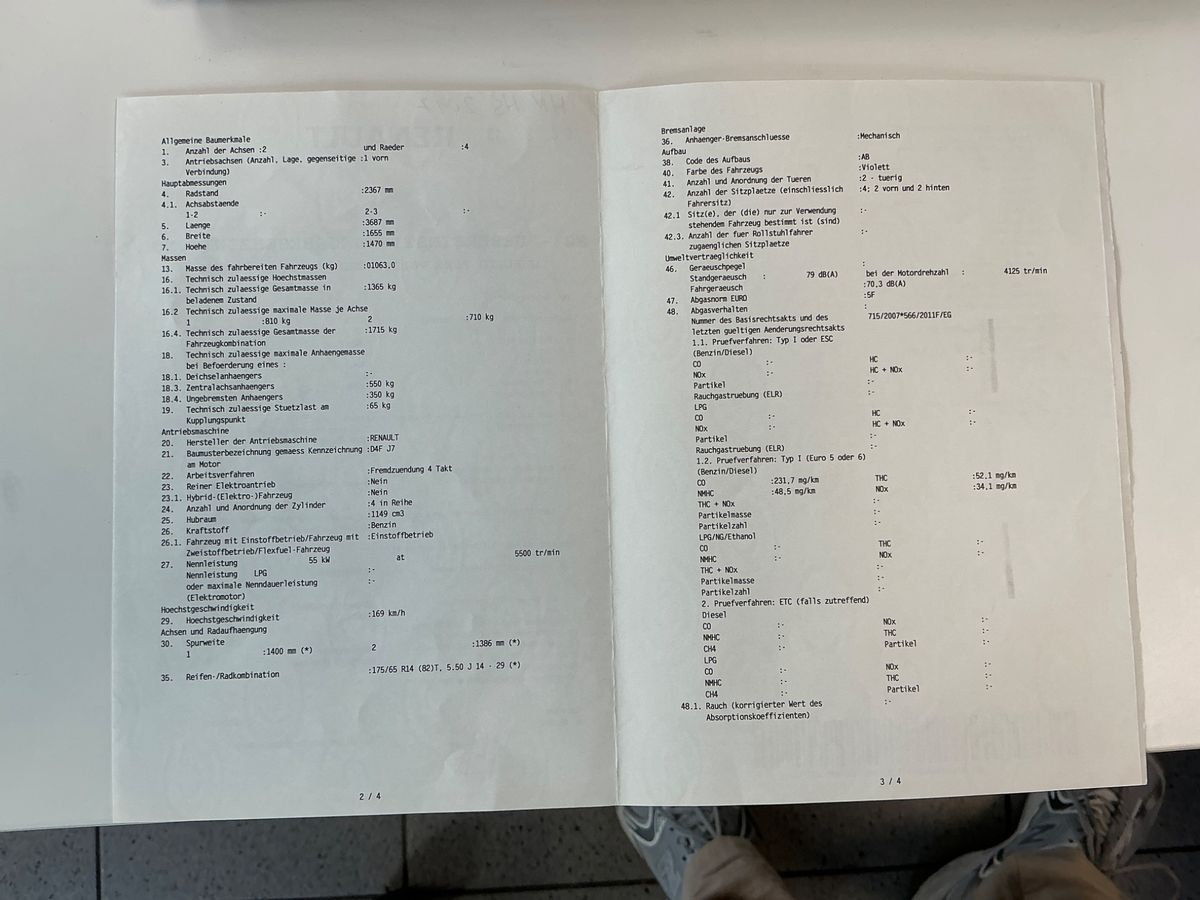 Allgemeine Baumerkmale
1. Anzahl der Achsen :2 und Raeder :4
3. Antriebsachsen (Anzahl, Lage, gegenseitige :1 vorn
Verbindung)
Hauptabmessungen
4. Radstand :2367 mm
4.1. Achsabstaende
1-2 :- 2-3 :-
5. Laenge :3687 mm
6. Breite :1655 mm
7. Hoehe :1470 mm
Massen
13. Masse des fahrbereiten Fahrzeugs (kg) :01063,0
16. Technisch zulaessige Hoechstmassen
16.1. Technisch zulaessige Gesamtmasse in :1365 kg
beladenem Zustand
16.2 Technisch zulaessige maximale Masse je Achse
1 :810 kg 2 :710 kg
16.4. Technisch zulaessige Gesamtmasse der :1715 kg
Fahrzeugkombination
18. Technisch zulaessige maximale Anhaengemasse
bei Befoerderung eines :
18.1. Deichselanhaengers :-
18.3. Zentralachsanhaengers :550 kg
18.4. Ungebremsten Anhaengers :350 kg
19. Technisch zulaessige Stuetzlast am :65 kg
Kupplungspunkt
Antriebsmaschine
20. Hersteller der Antriebsmaschine :RENAULT
21. Baumusterbezeichnung gemaess Kennzeichnung :D4F J7
am Motor
22. Arbeitsverfahren :Fremdzuendung 4 Takt
23. Reiner Elektroantrieb :Nein
23.1. Hybrid-(Elektro-)Fahrzeug :Nein
24. Anzahl und Anordnung der Zylinder :4 in Reihe
25. Hubraum :1149 cm3
26. Kraftstoff :Benzin
26.1. Fahrzeug mit Einstoffbetrieb/Fahrzeug mit :Einstoffbetrieb
Zweistoffbetrieb/Flexfuel-Fahrzeug
27. Nennleistung 55 kW at 5500 tr/min
Nennleistung LPG :-
oder maximale Nenndauerleistung :-
(Elektromotor)
Hoechstgeschwindigkeit
29. Hoechstgeschwindigkeit :169 km/h
Achsen und Radaufhaengung
30. Spurweite
1 :1400 mm (*) 2 :1386 mm (*)
35. Reifen-/Radkombination :175/65 R14 (82)T, 5.50 J 14 - 29 (*)
2 / 4
Bremsanlage
36. Anhaenger-Bremsanschluesse :Mechanisch
Aufbau
38. Code des Aufbaus :AB
40. Farbe des Fahrzeugs :Violett
41. Anzahl und Anordnung der Tueren :2 - tuerig
42. Anzahl der Sitzplaetze (einschliesslich :4; 2 vorn und 2 hinten
Fahrersitz)
42.1 Sitz(e), der (die) nur zur Verwendung :-
stehendem Fahrzeug bestimmt ist (sind)
42.3. Anzahl der fuer Rollstuhlfahrer :-
zugaenglichen Sitzplaetze
Umweltvertraeglichkeit
46. Geraeuschpegel :
Standgeraeusch : 79 dB(A) bei der Motordrehzahl : 4125 tr/min
Fahrgeraeusch :70,3 dB(A)
47. Abgasnorm EURO :5F
48. Abgasverhalten :
Nummer des Basisrechtsakts und des 715/2007*566/2011F/EG
letzten gueltigen Aenderungsrechtsakts
1.1. Pruefverfahren: Typ I oder ESC
(Benzin/Diesel)
CO :- HC :-
NOx :- HC + NOx :-
Partikel :-
Rauchgastruebung (ELR) :-
LPG
CO :- HC :-
NOx :- HC + NOx :-
Partikel :-
Rauchgastruebung (ELR) :-
1.2. Pruefverfahren: Typ I (Euro 5 oder 6)
(Benzin/Diesel)
CO :231,7 mg/km THC :52,1 mg/km
NMHC :48,5 mg/km NOx :34,1 mg/km
THC + NOx :-
Partikelmasse :-
Partikelzahl :-
LPG/NG/Ethanol
CO :- THC :-
NMHC :- NOx :-
THC + NOx :-
Partikelmasse :-
Partikelzahl :-
2. Pruefverfahren: ETC (falls zutreffend)
Diesel
CO :- NOx :-
NMHC :- THC :-
CH4 :- Partikel :-
LPG
CO :- NOx :-
NMHC :- THC :-
CH4 :- Partikel :-
48.1. Rauch (korrigierter Wert des :-
Absorptionskoeffizienten)
3 / 4